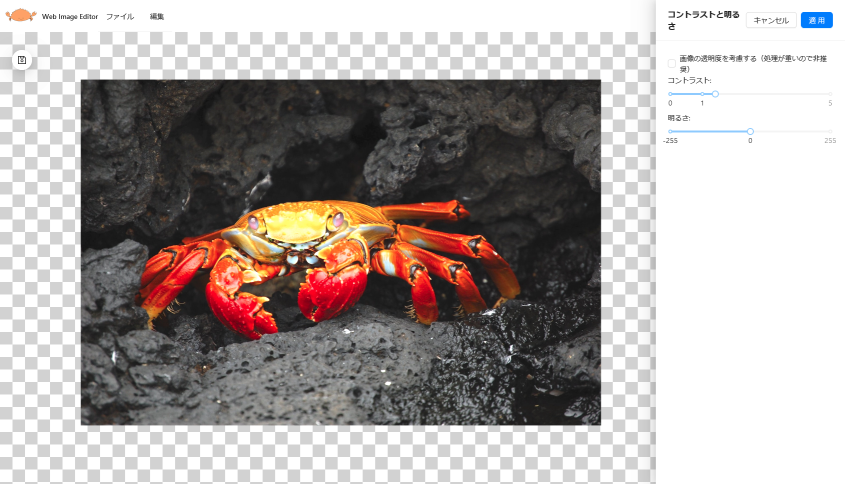 Web Image Editor ファイル 編集
コントラストと明る
さ
キャンセル 適 用
画像の透明度を考慮する（処理が重いので非推
奨）
コントラスト:
0 1 5
明るさ:
-255 0 255